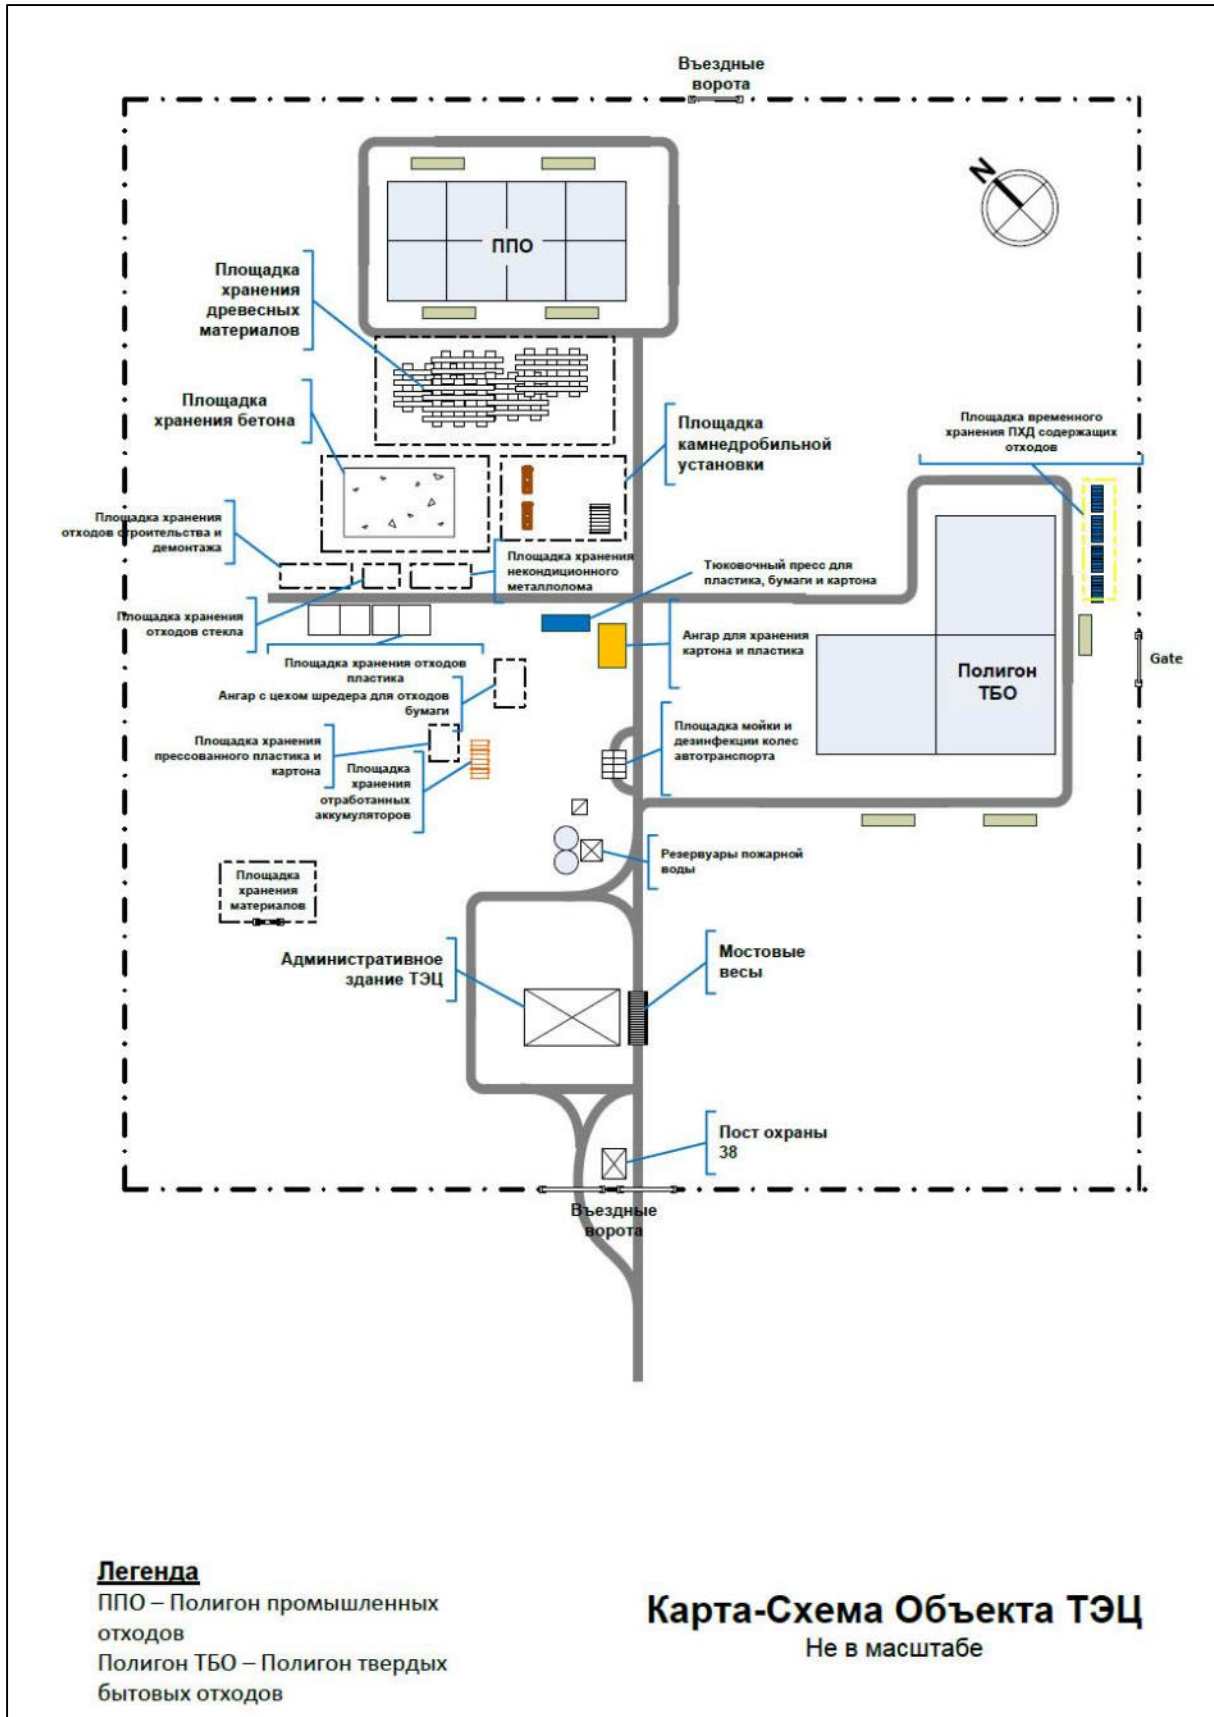 Въездные
ворота
N
ППО
Площадка
хранения
древесных
материалов
Площадка
хранения бетона
Площадка
камнедробильной
установки
Площадка временного
хранения ПХД содержащих
отходов
Площадка хранения
отходов строительства и
демонтажа
Площадка хранения
некондиционного
металлолома
Тюковочный пресс для
пластика, бумаги и картона
Площадка хранения
отходов стекла
Ангар для хранения
картона и пластика
Gate
Площадка хранения отходов
пластика
Полигон
ТБО
Ангар с цехом шредера для отходов
бумаги
Площадка хранения
прессованного пластика и
картона
Площадка мойки и
дезинфекции колес
автотранспорта
Площадка
хранения
отработанных
аккумуляторов
Резервуары пожарной
воды
Площадка
хранения
материалов
Административное
здание ТЭЦ
Мостовые
весы
Пост охраны
38
Въездные
ворота
Легенда
ППО – Полигон промышленных
отходов
Полигон ТБО – Полигон твердых
бытовых отходов
Карта-Схема Объекта ТЭЦ
Не в масштабе